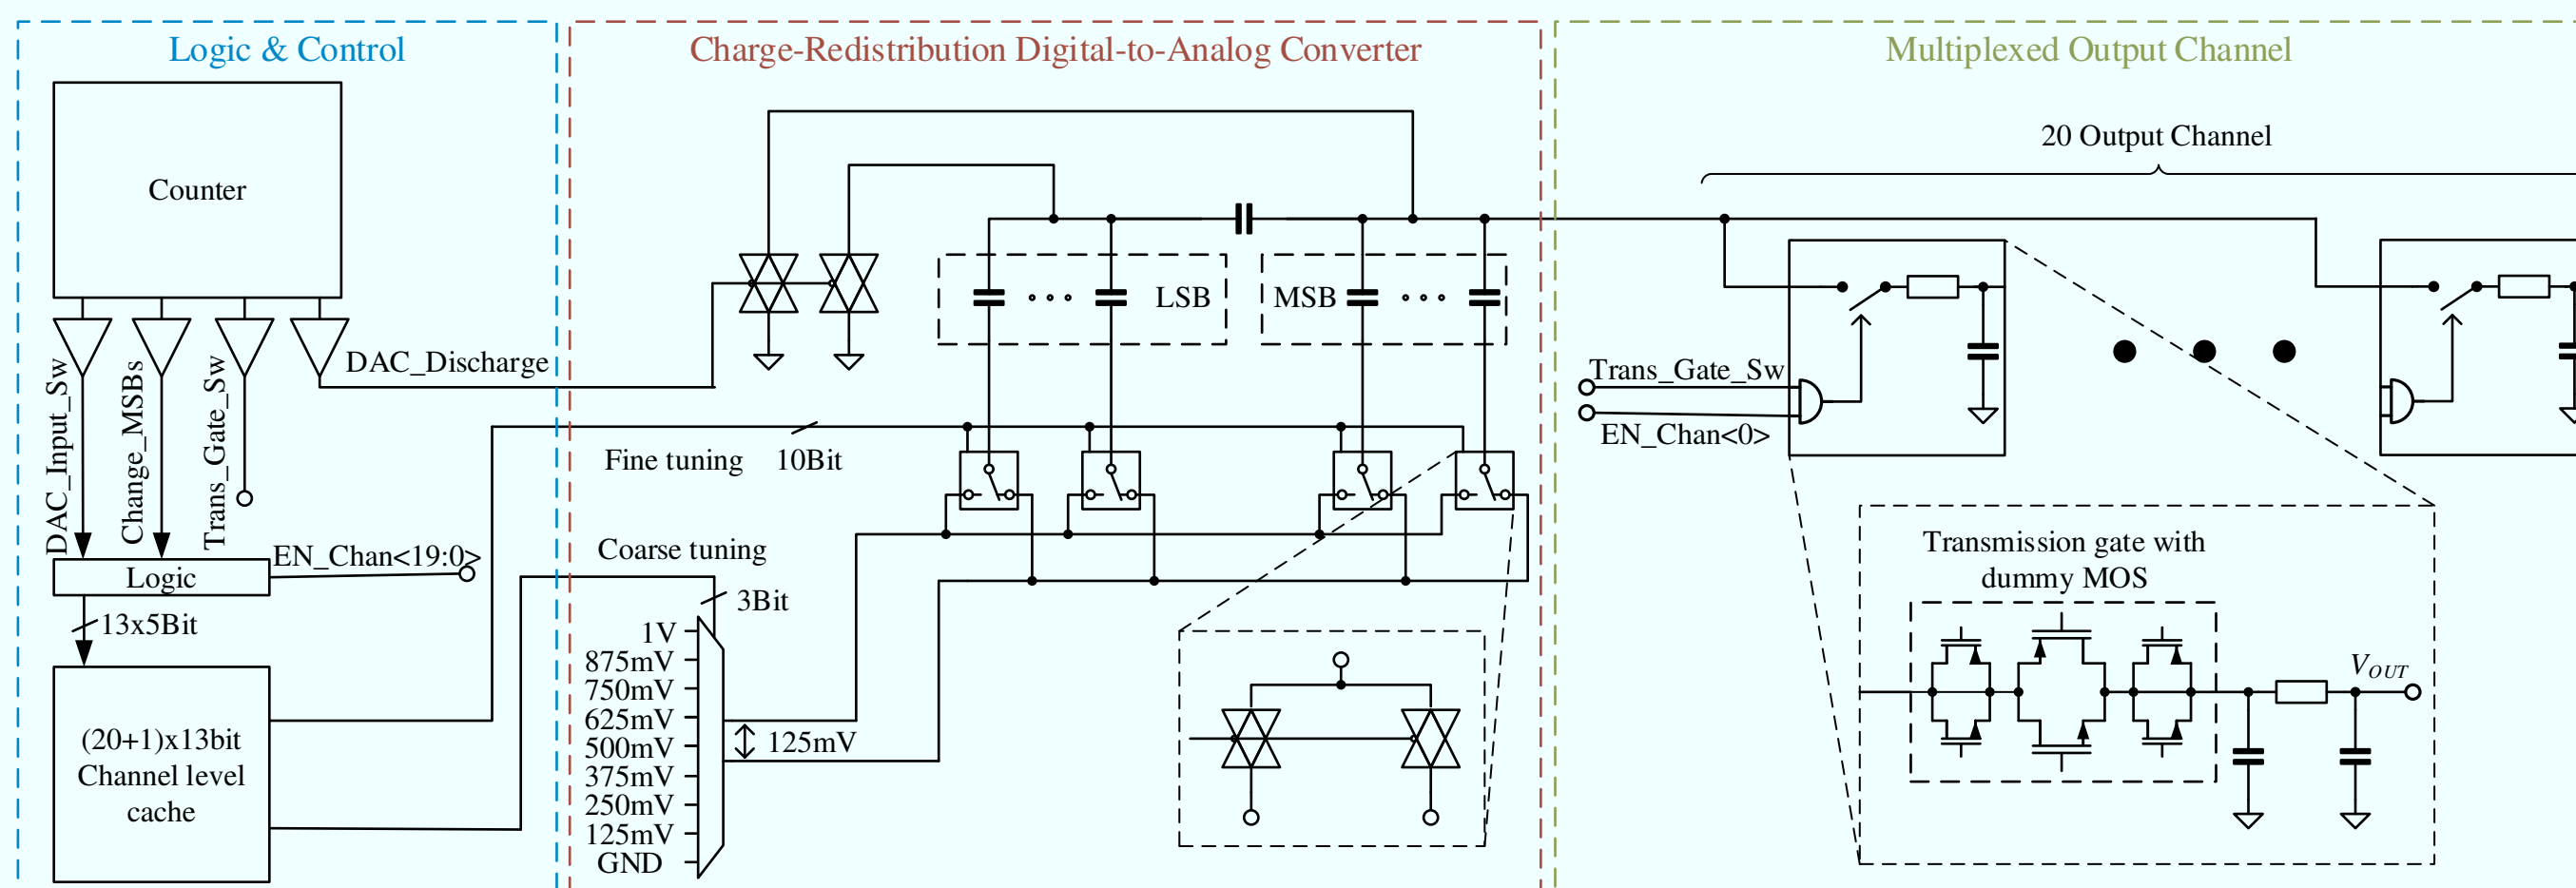 Logic & Control
Counter
DAC_Input_Sw
Change_MSBs
Trans_Gate_Sw
DAC_Discharge
Logic
EN_Chan<19:0>
13x5Bit
(20+1)x13bit
Channel level
cache
Charge-Redistribution Digital-to-Analog Converter
LSB
MSB
Fine tuning
10Bit
Coarse tuning
3Bit
1V
875mV
750mV
625mV
500mV
375mV
250mV
125mV
GND
125mV
Multiplexed Output Channel
20 Output Channel
Trans_Gate_Sw
EN_Chan<0>
Transmission gate with
dummy MOS
VOUT